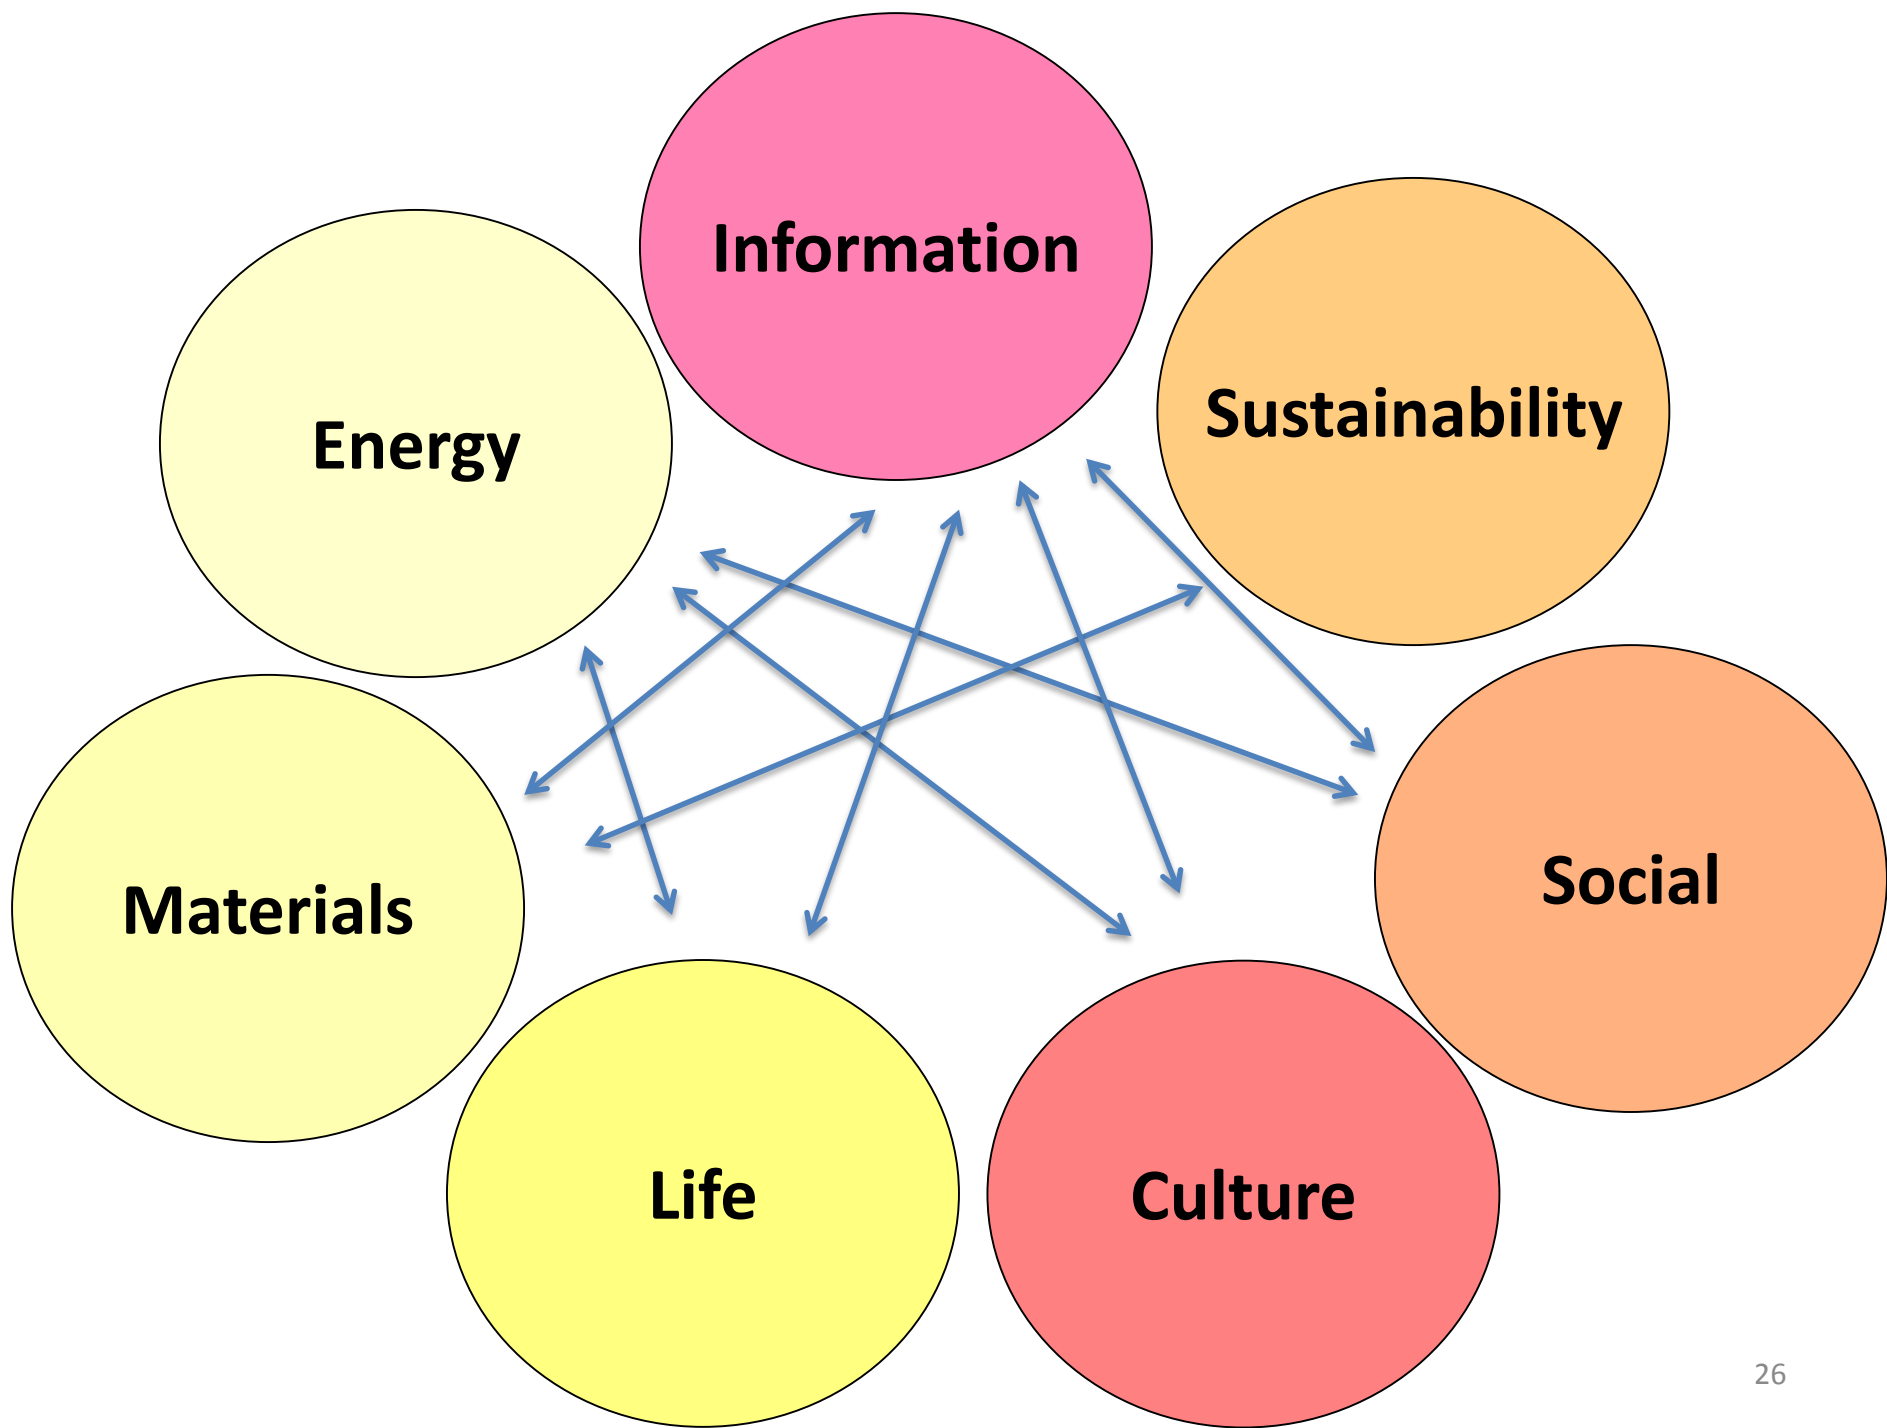 Information
Sustainability
Energy
Social
Materials
Life
Culture
26